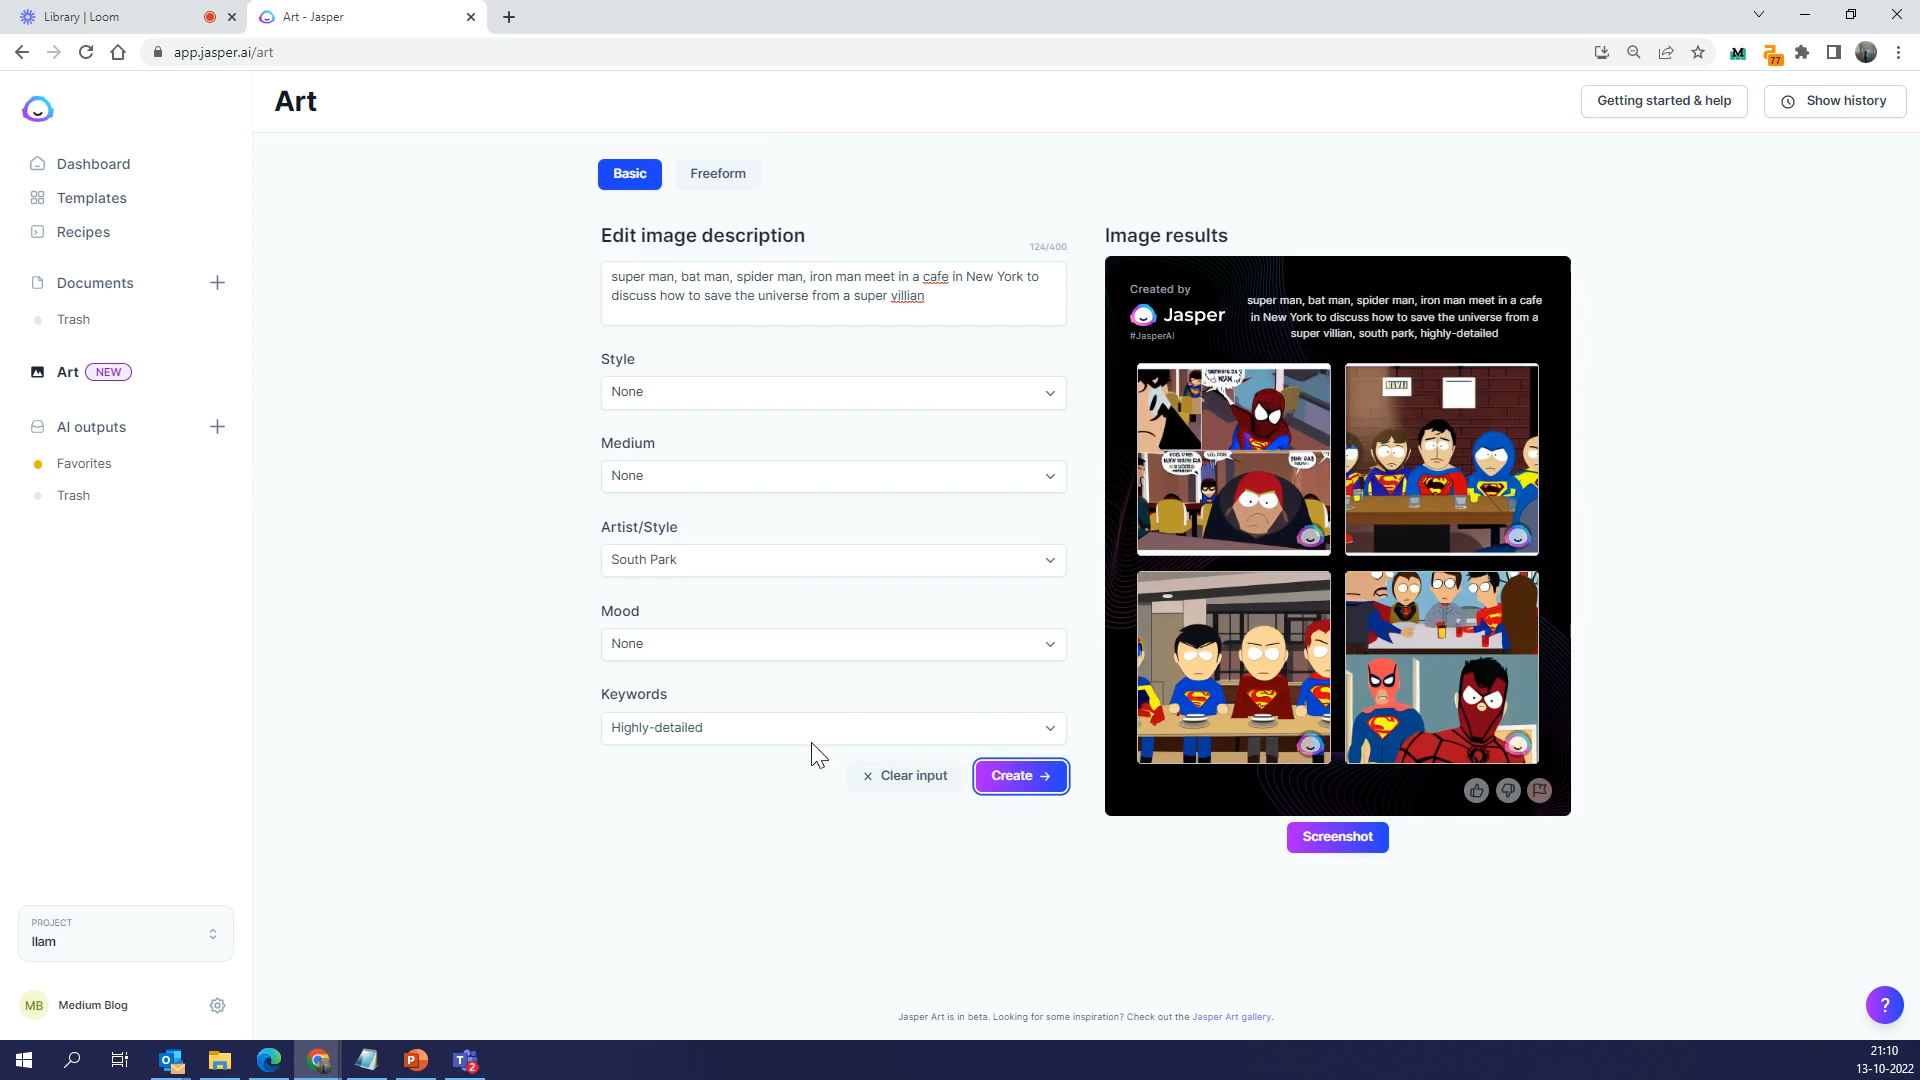 Library | Loom
Art - Jasper
app.jasper.ai/art
77
Art
Getting started & help
Show history
Dashboard
Templates
Recipes
Documents
Trash
Art NEW
AI outputs
Favorites
Trash
PROJECT
MB Medium Blog
Basic
Freeform
Edit image description
124/400
super man, bat man, spider man, iron man meet in a cafe in New York to
discuss how to save the universe from a super villian
Style
None
Medium
None
Artist/Style
South Park
Mood
None
Keywords
Highly-detailed
Clear input
Create
Image results
Created by
Jasper
#JasperAI
super man, bat man, spider man, iron man meet in a cafe
in New York to discuss how to save the universe from a
super villian, south park, highly-detailed
Screenshot
Jasper Art is in beta. Looking for some inspiration? Check out the Jasper Art gallery.
?
2
21:10
13-10-2022